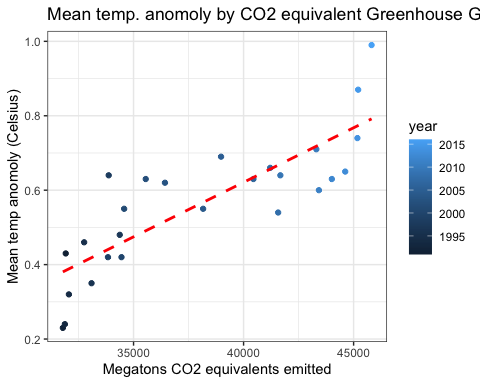 Mean temp. anomoly by CO2 equivalent Greenhouse G
1.0
0.8
0.6
0.4
0.2
Mean temp anomoly (Celsius)
35000 40000 45000
Megatons CO2 equivalents emitted
year
2015
2010
2005
2000
1995